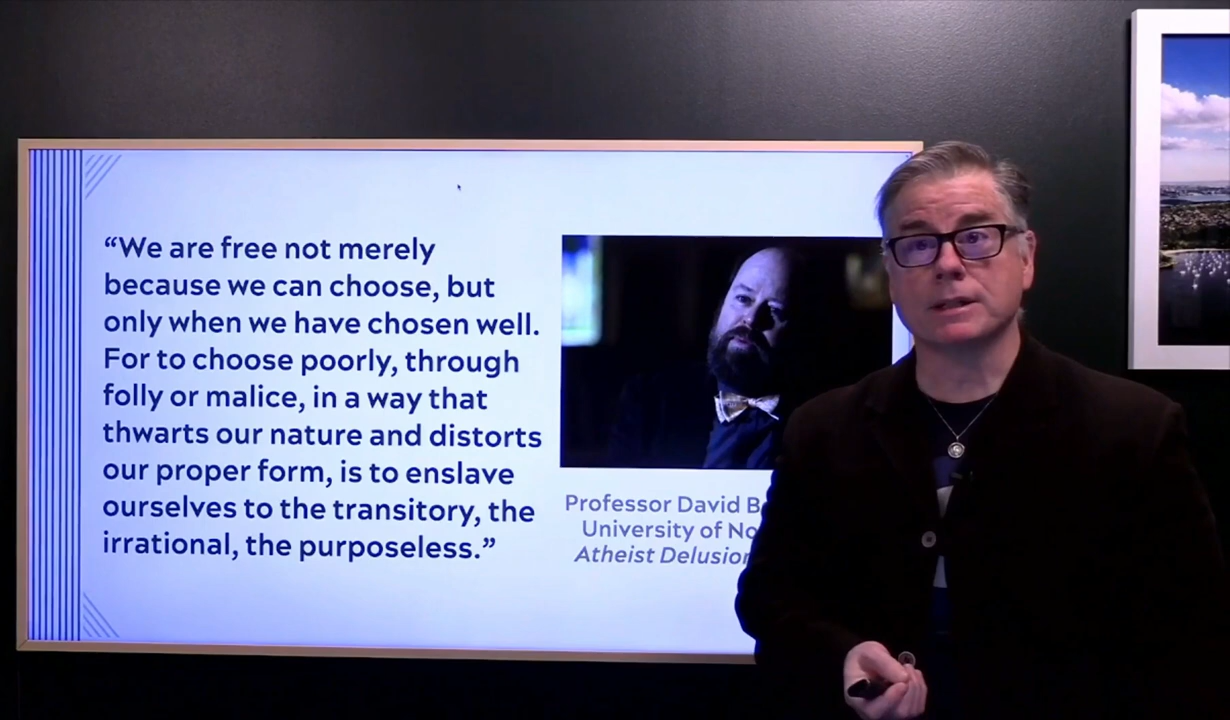 “We are free not merely
because we can choose, but
only when we have chosen well.
For to choose poorly, through
folly or malice, in a way that
thwarts our nature and distorts
our proper form, is to enslave
ourselves to the transitory, the
irrational, the purposeless.”
Professor David
University of
Atheist